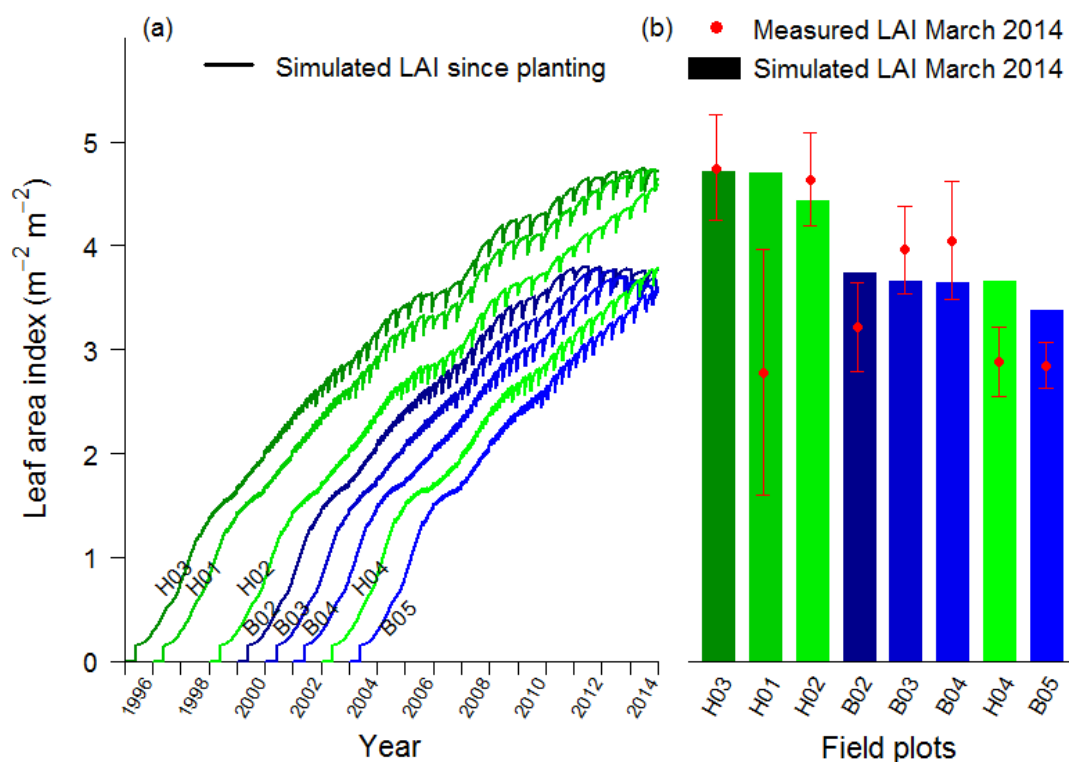 (a)
Simulated LAI since planting
Leaf area index (m⁻² m⁻²)
5
4
3
2
1
0
H03
H01
H02
B02
B03
B04
H04
B05
1996
1998
2000
2002
2004
2006
2008
2010
2012
2014
Year
(b)
Measured LAI March 2014
Simulated LAI March 2014
H03
H01
H02
B02
B03
B04
H04
B05
Field plots